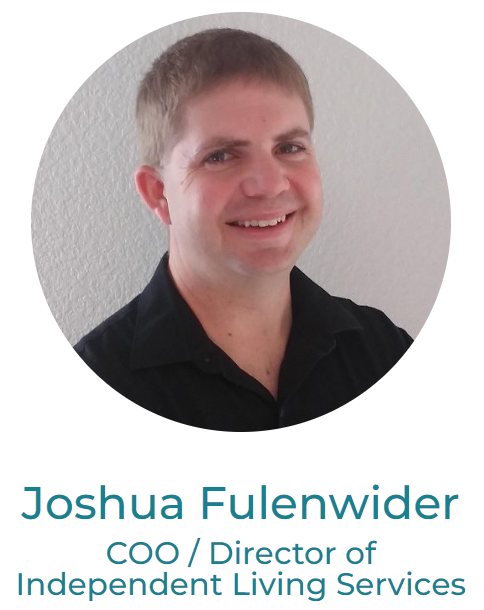 Joshua Fulenwider
COO / Director of
Independent Living Services